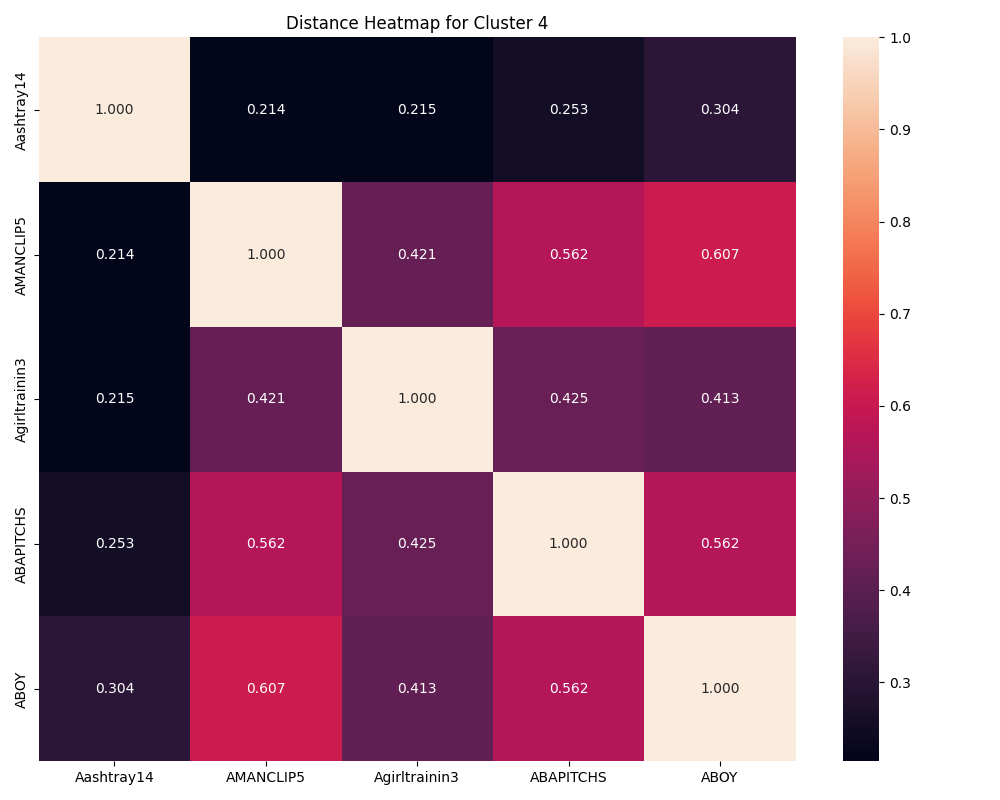 Distance Heatmap for Cluster 4
Aashtray14 1.000 0.214 0.215 0.253 0.304
AMANCLIP5 0.214 1.000 0.421 0.562 0.607
Agirltrainin3 0.215 0.421 1.000 0.425 0.413
ABAPITCHS 0.253 0.562 0.425 1.000 0.562
ABOY 0.304 0.607 0.413 0.562 1.000
Aashtray14 AMANCLIP5 Agirltrainin3 ABAPITCHS ABOY
1.0
0.9
0.8
0.7
0.6
0.5
0.4
0.3